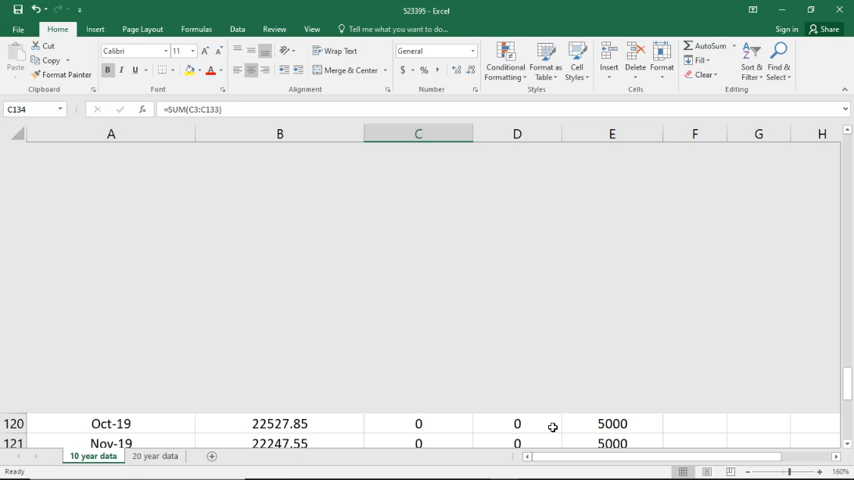 523395 - Excel
File Home Insert Page Layout Formulas Data Review View Tell me what you want to do... Sign in Share
Paste Cut Copy Format Painter Clipboard
Calibri 11 B I U Font
Wrap Text Merge & Center Alignment
General $ % , Number
Conditional Formatting Format as Table Cell Styles Styles
Insert Delete Format Cells
AutoSum Fill Clear Sort & Filter Find & Select Editing
C134 fx =SUM(C3:C133)
A B C D E F G H
120 Oct-19 22527.85 0 0 5000
121 Nov-19 22247.55 0 0 5000
10 year data 20 year data
Ready 160%